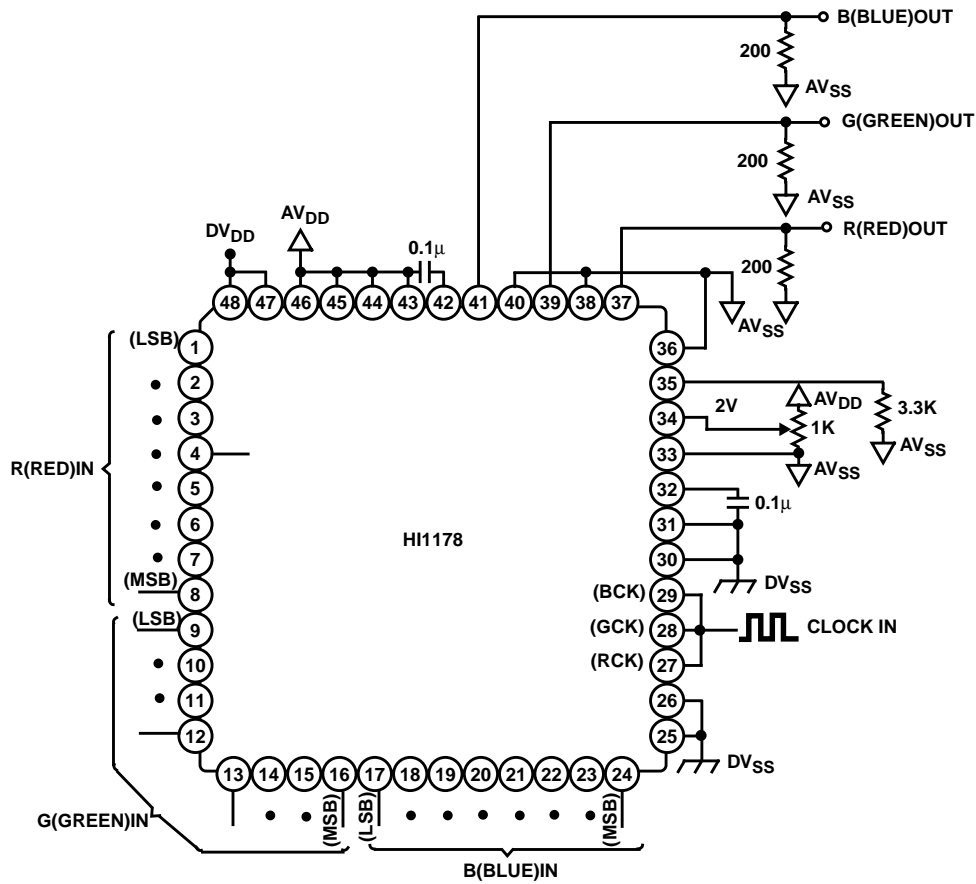 B(BLUE)OUT
200
AVSS
G(GREEN)OUT
200
AVSS
R(RED)OUT
200
AVSS
DVDD
AVDD
0.1μ
48 47 46 45 44 43 42 41 40 39 38 37
(LSB) 1
2
3
4
5
6
7
(MSB) 8
R(RED)IN
(LSB) 9
10
11
12
G(GREEN)IN
13 14 15 16 17 18 19 20 21 22 23 24
(MSB)
(LSB)
(MSB)
B(BLUE)IN
HI1178
36
35
34
33
32
31
30
(BCK) 29
(GCK) 28
(RCK) 27
26
25
2V
AVDD
1K
AVSS
3.3K
AVSS
0.1μ
DVSS
CLOCK IN
DVSS